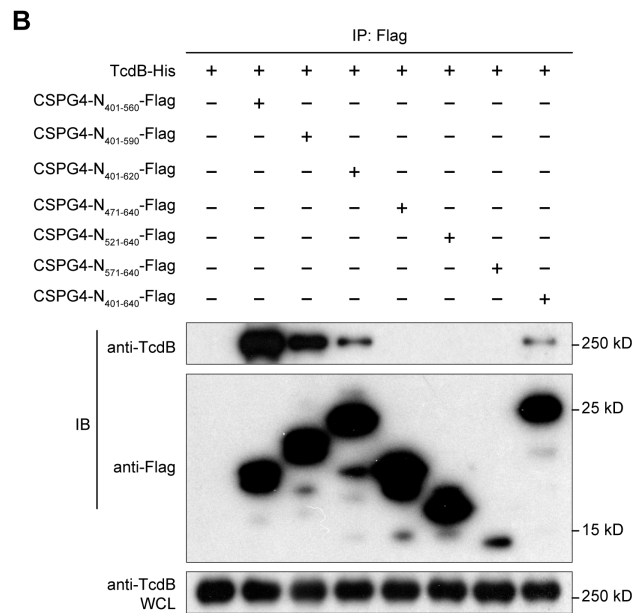 B
IP: Flag
TcdB-His + + + + + + + +
CSPG4-N401-560-Flag – + – – – – – –
CSPG4-N401-590-Flag – – + – – – – –
CSPG4-N401-620-Flag – – – + – – – –
CSPG4-N471-640-Flag – – – – + – – –
CSPG4-N521-640-Flag – – – – – + – –
CSPG4-N571-640-Flag – – – – – – + –
CSPG4-N401-640-Flag – – – – – – – +
IB
anti-TcdB
250 kD
anti-Flag
25 kD
15 kD
anti-TcdB
WCL
250 kD